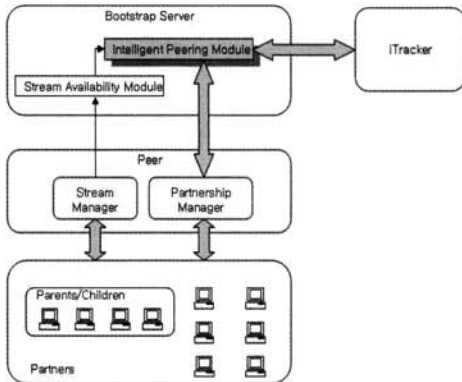 Bootstrap Server
Intelligent Peering Module
iTracker
Stream Availability Module
Peer
Stream
Manager
Partnership
Manager
Parents/Children
Partners